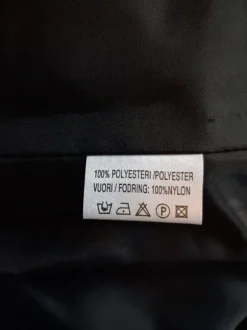 100% POLYESTERI /POLYESTER
VUORI / FODRING: 100%NYLON
P